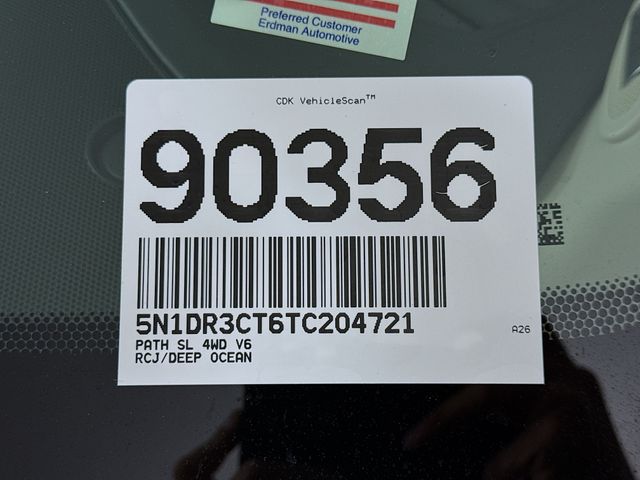 Preferred Customer
Erdman Automotive
CDK VehicleScan™
90356
5N1DR3CT6TC204721
PATH SL 4WD V6
RCJ/DEEP OCEAN
A26